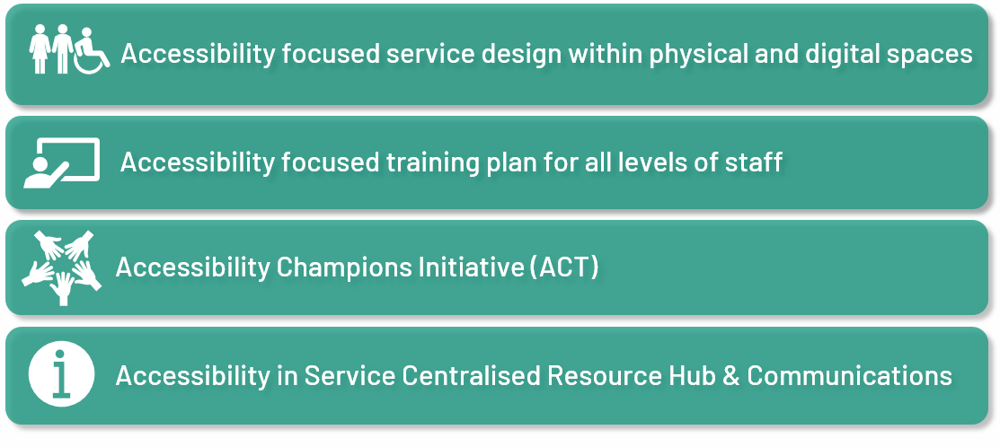 Accessibility focused service design within physical and digital spaces
Accessibility focused training plan for all levels of staff
Accessibility Champions Initiative (ACT)
Accessibility in Service Centralised Resource Hub & Communications